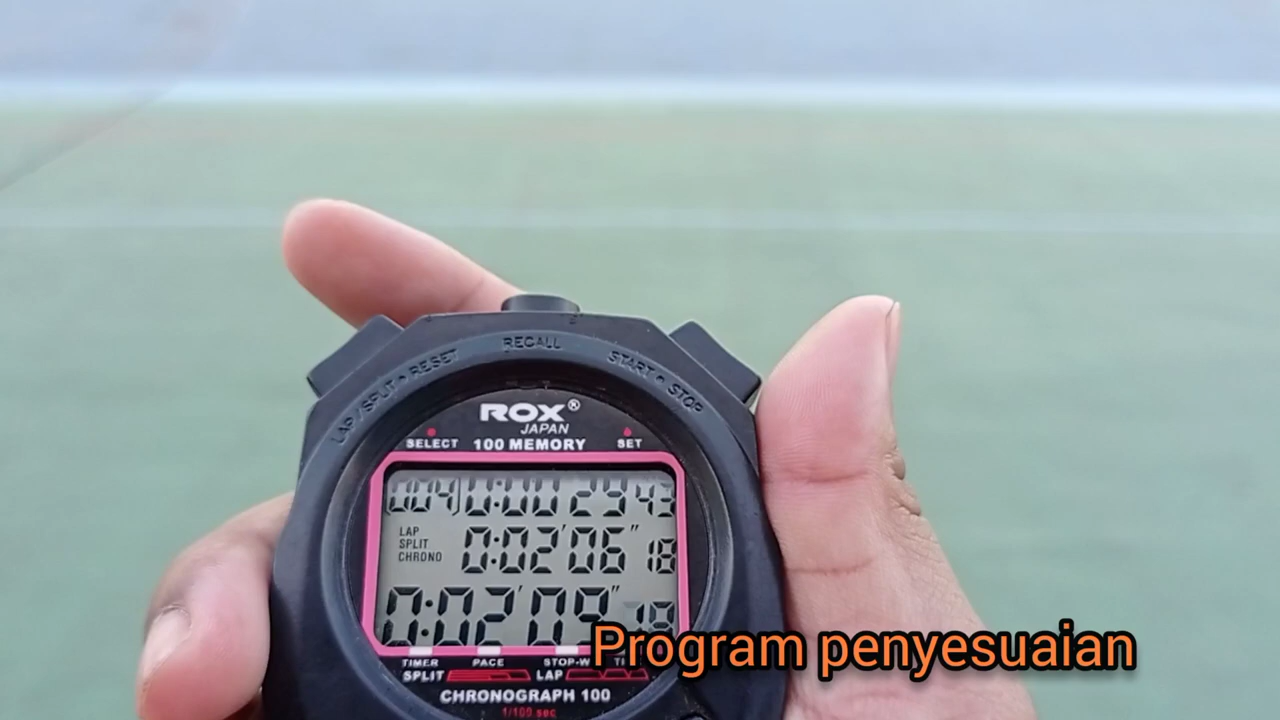 LAP/SPLIT • RESET RECALL START • STOP
ROX®
JAPAN
SELECT 100 MEMORY SET
004 0:00 25 43
LAP
SPLIT
CHRONO
0:02'06"18
0:02'09"
TIMER PACE STOP-W
SPLIT LAP
CHRONOGRAPH 100
1/100 sec
Program penyesuaian